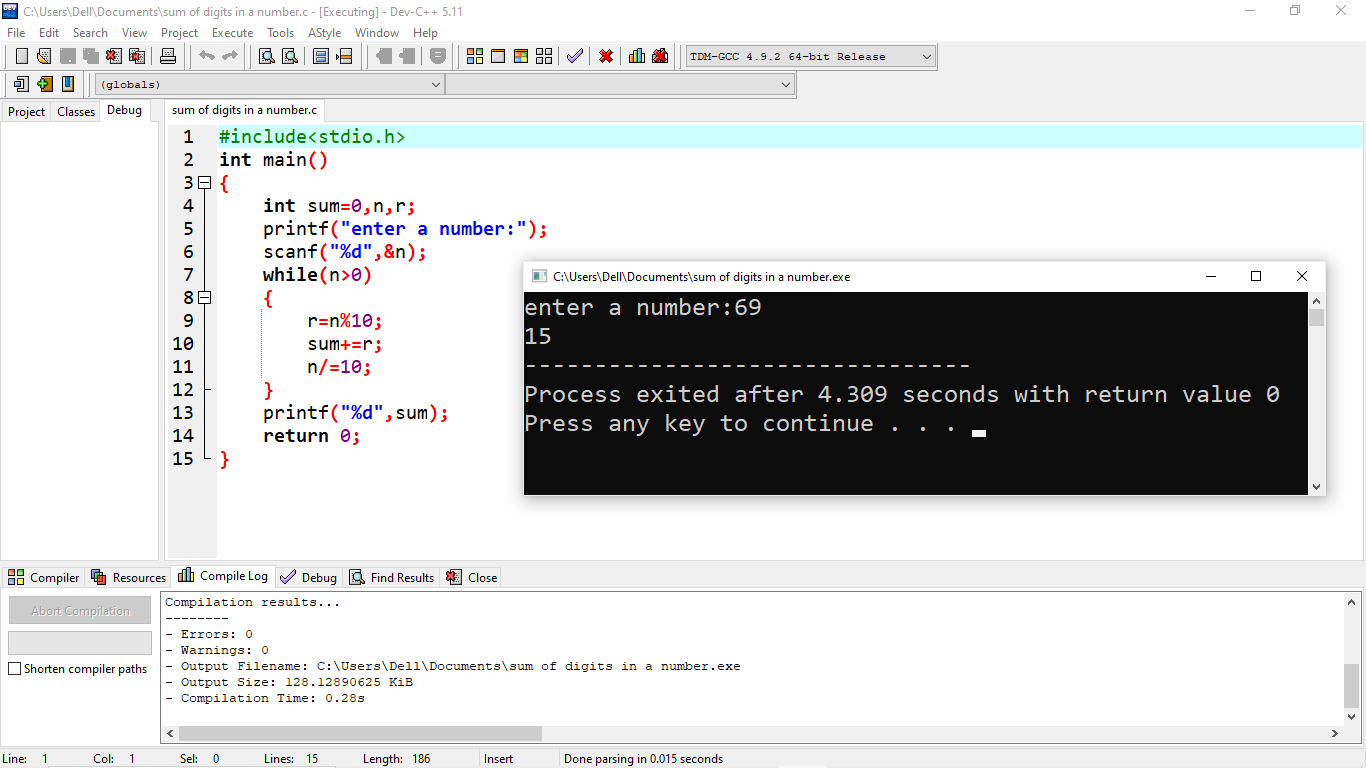 C:\Users\Dell\Documents\sum of digits in a number.c - [Executing] - Dev-C++ 5.11
File Edit Search View Project Execute Tools AStyle Window Help
TDM-GCC 4.9.2 64-bit Release
(globals)
Project Classes Debug
sum of digits in a number.c
1 #include<stdio.h>
2 int main()
3 {
4 int sum=0,n,r;
5 printf("enter a number:");
6 scanf("%d",&n);
7 while(n>0)
8 {
9 r=n%10;
10 sum+=r;
11 n/=10;
12 }
13 printf("%d",sum);
14 return 0;
15 }
C:\Users\Dell\Documents\sum of digits in a number.exe
enter a number:69
15
--------------------------------
Process exited after 4.309 seconds with return value 0
Press any key to continue . . .
Compiler Resources Compile Log Debug Find Results Close
Abort Compilation
Shorten compiler paths
Compilation results...
--------
- Errors: 0
- Warnings: 0
- Output Filename: C:\Users\Dell\Documents\sum of digits in a number.exe
- Output Size: 128.12890625 KiB
- Compilation Time: 0.28s
Line: 1 Col: 1 Sel: 0 Lines: 15 Length: 186 Insert Done parsing in 0.015 seconds